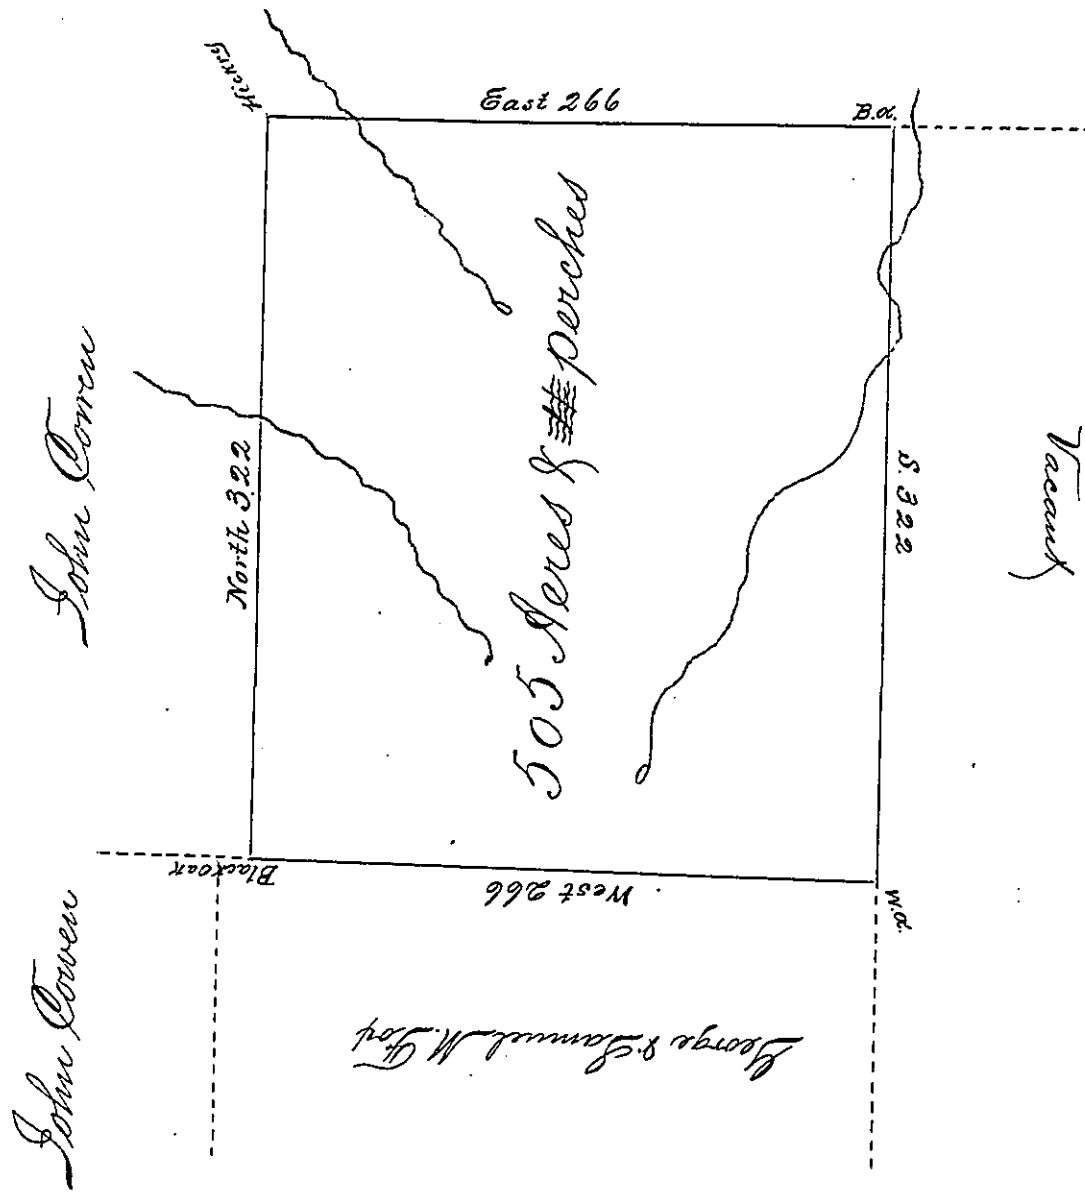 Hickry
East 266
B.O.
John Cowen
North 322
505 Acres & perches
S. 322
Vacant
Blackoak
West 266
W.O.
John Cowen
George & Samuel M. Fox